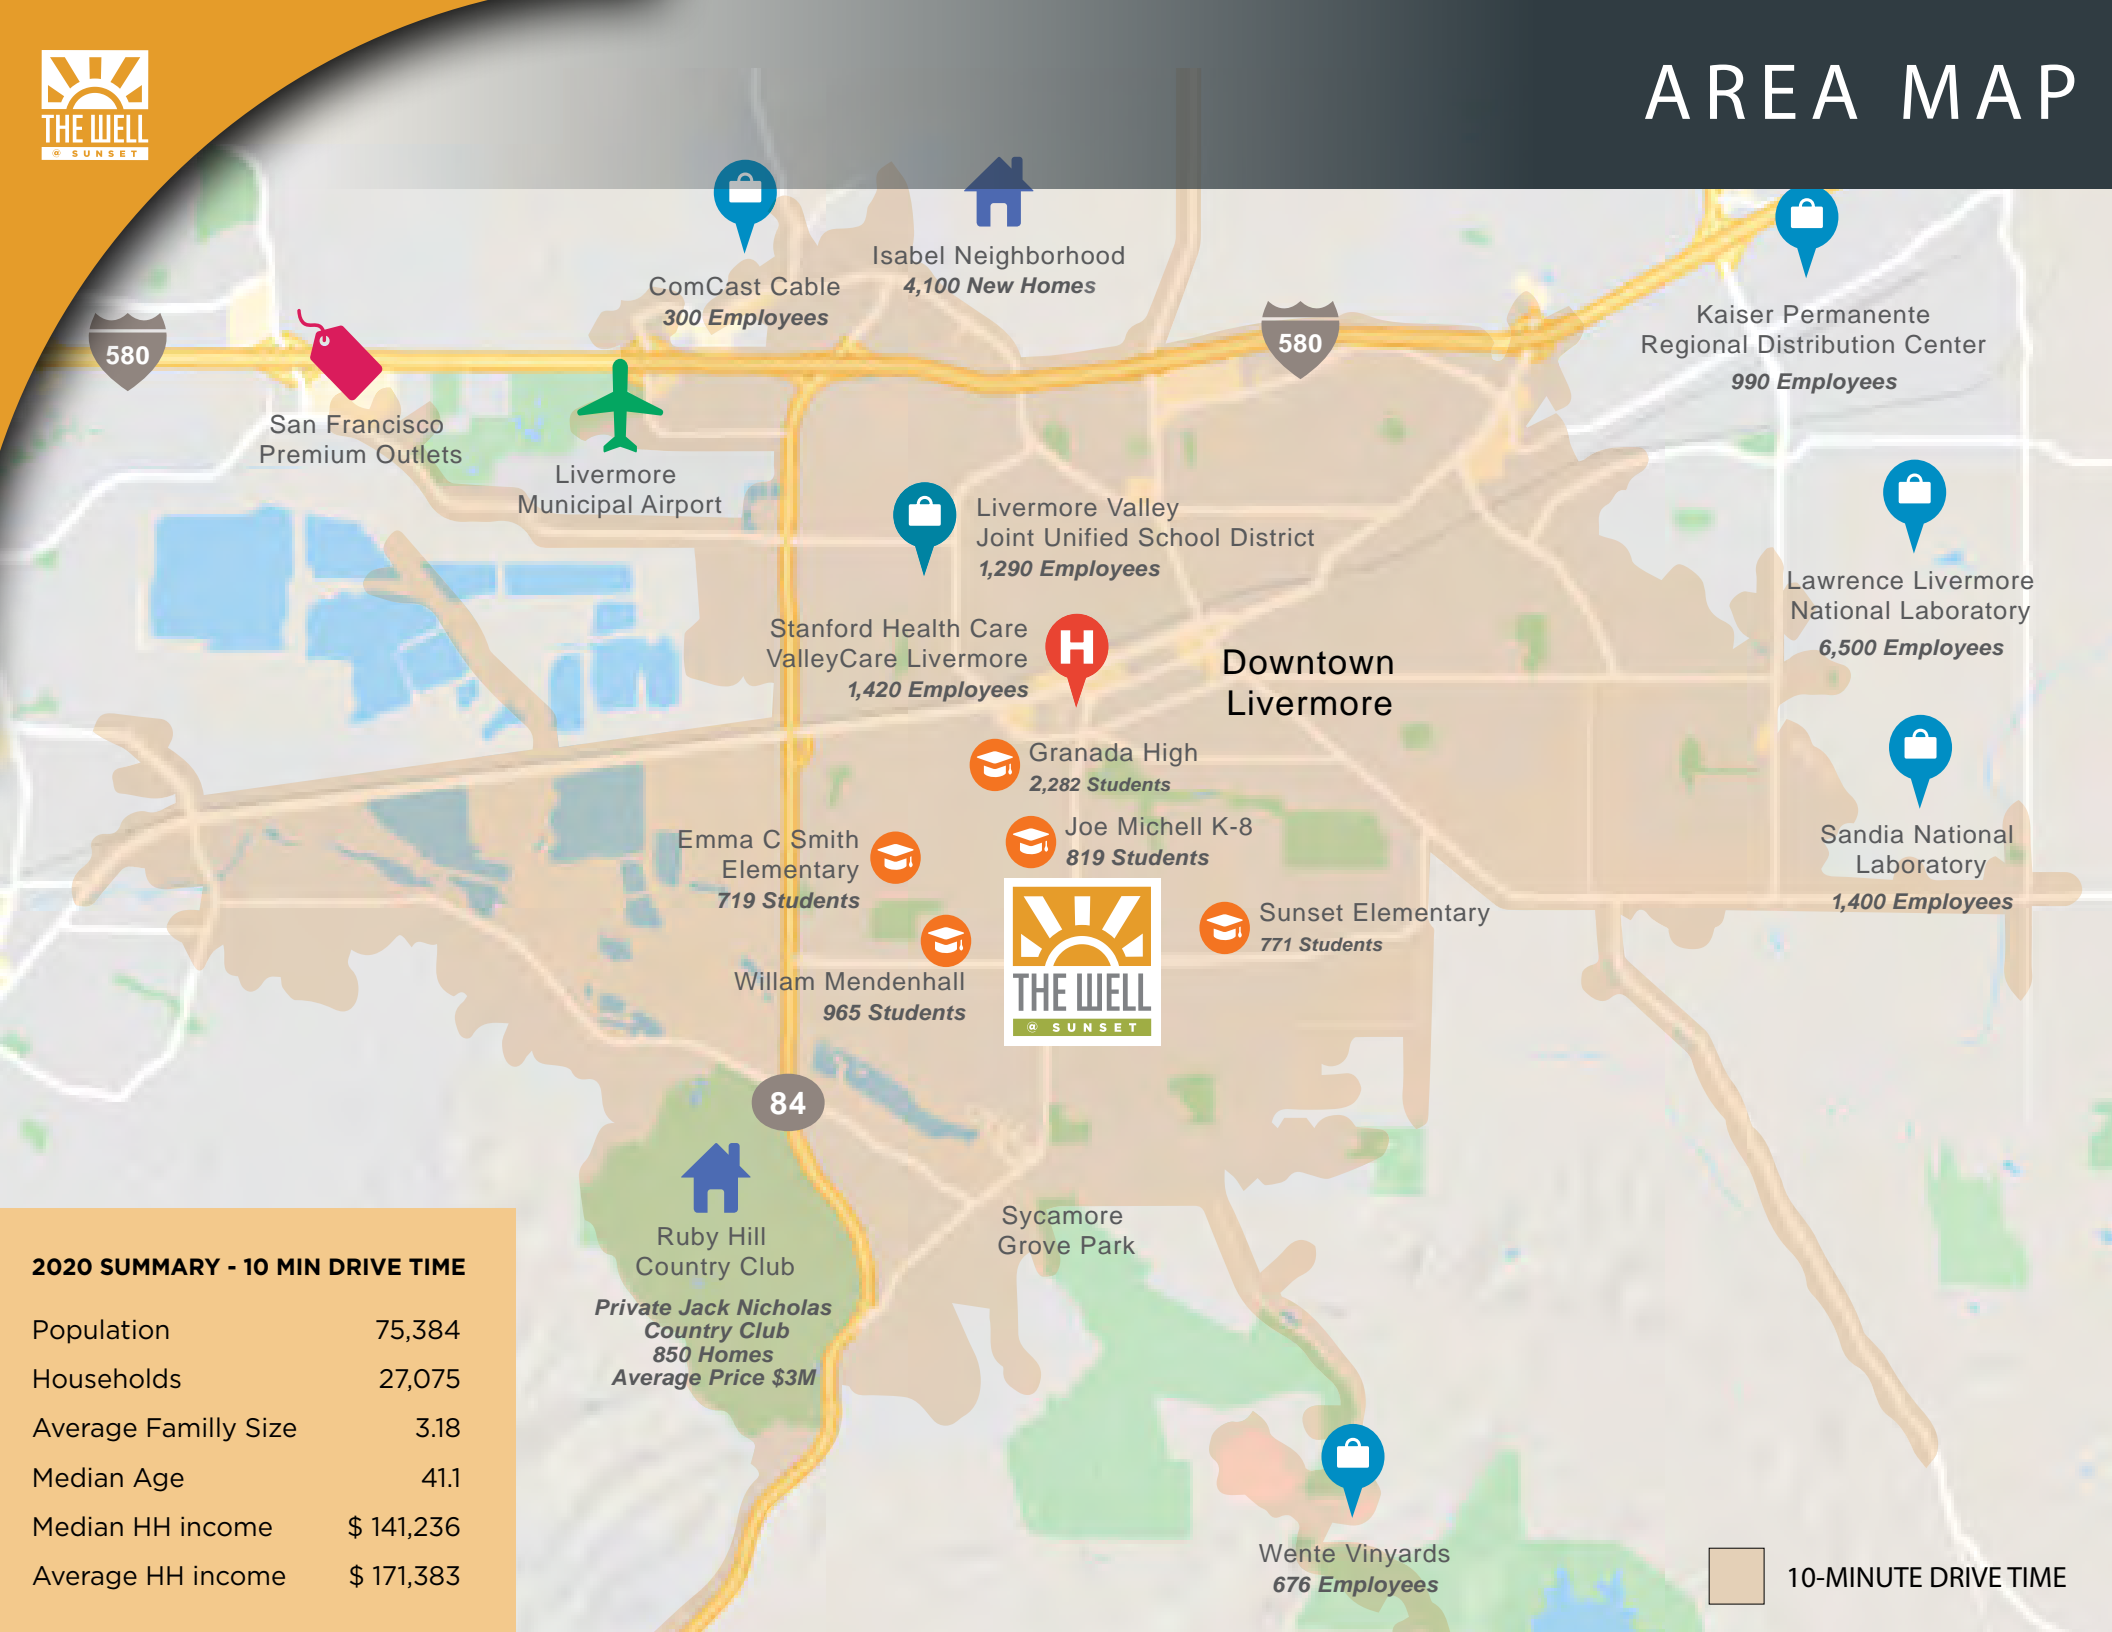 THE WELL
@ SUNSET
AREA MAP
ComCast Cable
300 Employees
Isabel Neighborhood
4,100 New Homes
Kaiser Permanente
Regional Distribution Center
990 Employees
580
580
San Francisco
Premium Outlets
Livermore
Municipal Airport
Livermore Valley
Joint Unified School District
1,290 Employees
Lawrence Livermore
National Laboratory
6,500 Employees
Stanford Health Care
ValleyCare Livermore
1,420 Employees
H
Downtown
Livermore
Granada High
2,282 Students
Joe Michell K-8
819 Students
Emma C Smith
Elementary
719 Students
Sandia National
Laboratory
1,400 Employees
Sunset Elementary
771 Students
Willam Mendenhall
965 Students
THE WELL
@ SUNSET
84
Ruby Hill
Country Club
Private Jack Nicholas
Country Club
850 Homes
Average Price $3M
Sycamore
Grove Park
Wente Vinyards
676 Employees
2020 SUMMARY - 10 MIN DRIVE TIME
Population 75,384
Households 27,075
Average Familly Size 3.18
Median Age 41.1
Median HH income $ 141,236
Average HH income $ 171,383
10-MINUTE DRIVE TIME